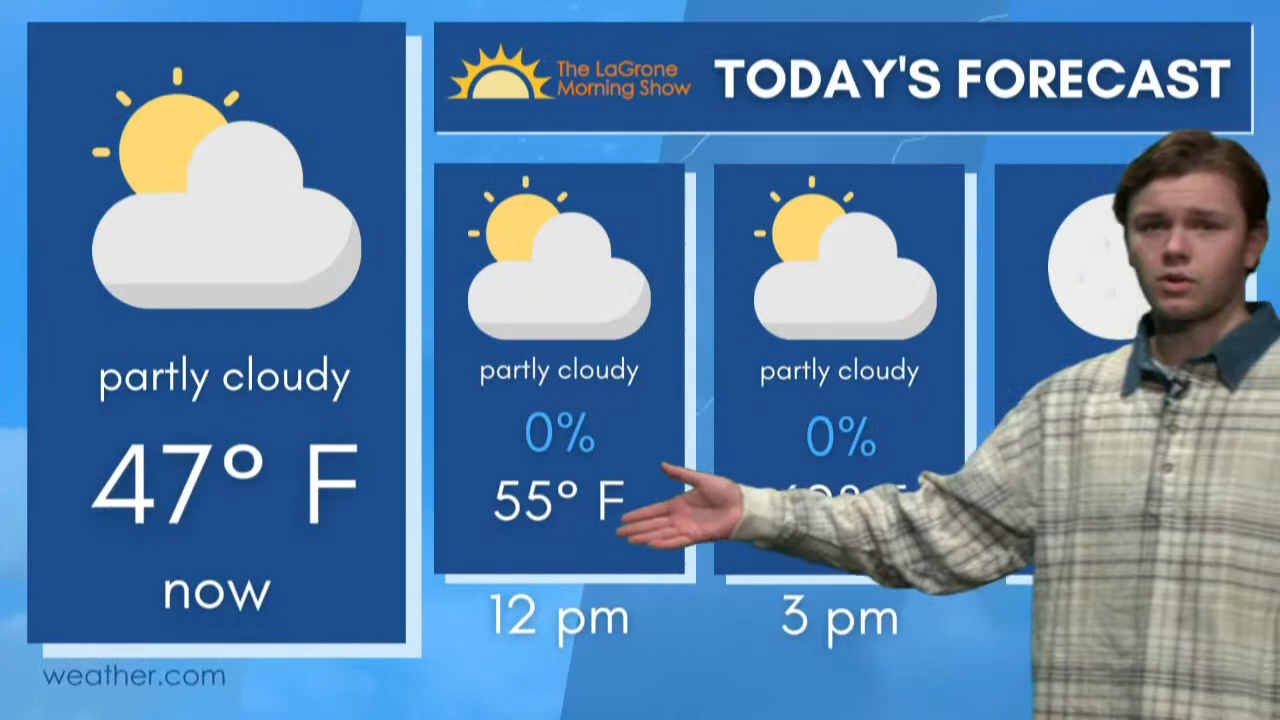 The LaGrone
Morning Show
TODAY'S FORECAST
partly cloudy
47° F
now
partly cloudy
0%
55° F
12 pm
partly cloudy
0%
3 pm
weather.com